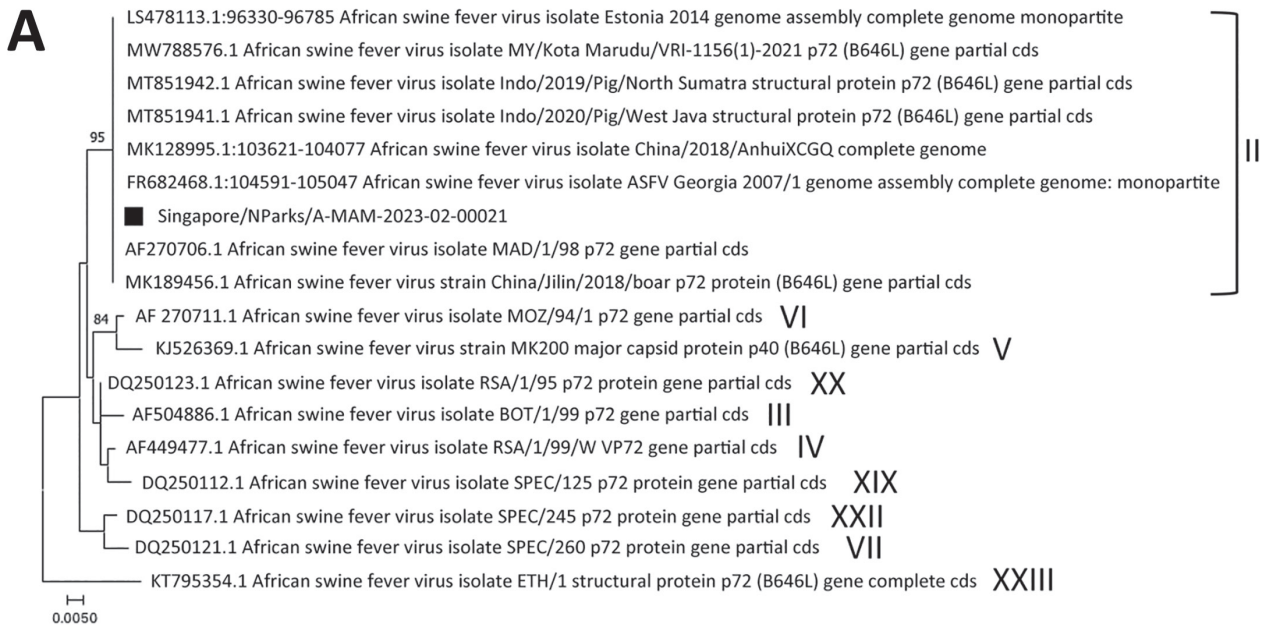 A
LS478113.1:96330-96785 African swine fever virus isolate Estonia 2014 genome assembly complete genome monopartite
MW788576.1 African swine fever virus isolate MY/Kota Marudu/VRI-1156(1)-2021 p72 (B646L) gene partial cds
MT851942.1 African swine fever virus isolate Indo/2019/Pig/North Sumatra structural protein p72 (B646L) gene partial cds
MT851941.1 African swine fever virus isolate Indo/2020/Pig/West Java structural protein p72 (B646L) gene partial cds
95
MK128995.1:103621-104077 African swine fever virus isolate China/2018/AnhuiXCGQ complete genome
II
FR682468.1:104591-105047 African swine fever virus isolate ASFV Georgia 2007/1 genome assembly complete genome: monopartite
Singapore/NParks/A-MAM-2023-02-00021
AF270706.1 African swine fever virus isolate MAD/1/98 p72 gene partial cds
MK189456.1 African swine fever virus strain China/Jilin/2018/boar p72 protein (B646L) gene partial cds
84
AF 270711.1 African swine fever virus isolate MOZ/94/1 p72 gene partial cds VI
KJ526369.1 African swine fever virus strain MK200 major capsid protein p40 (B646L) gene partial cds V
DQ250123.1 African swine fever virus isolate RSA/1/95 p72 protein gene partial cds XX
AF504886.1 African swine fever virus isolate BOT/1/99 p72 gene partial cds III
AF449477.1 African swine fever virus isolate RSA/1/99/W VP72 gene partial cds IV
DQ250112.1 African swine fever virus isolate SPEC/125 p72 protein gene partial cds XIX
DQ250117.1 African swine fever virus isolate SPEC/245 p72 protein gene partial cds XXII
DQ250121.1 African swine fever virus isolate SPEC/260 p72 protein gene partial cds VII
KT795354.1 African swine fever virus isolate ETH/1 structural protein p72 (B646L) gene complete cds XXIII
0.0050